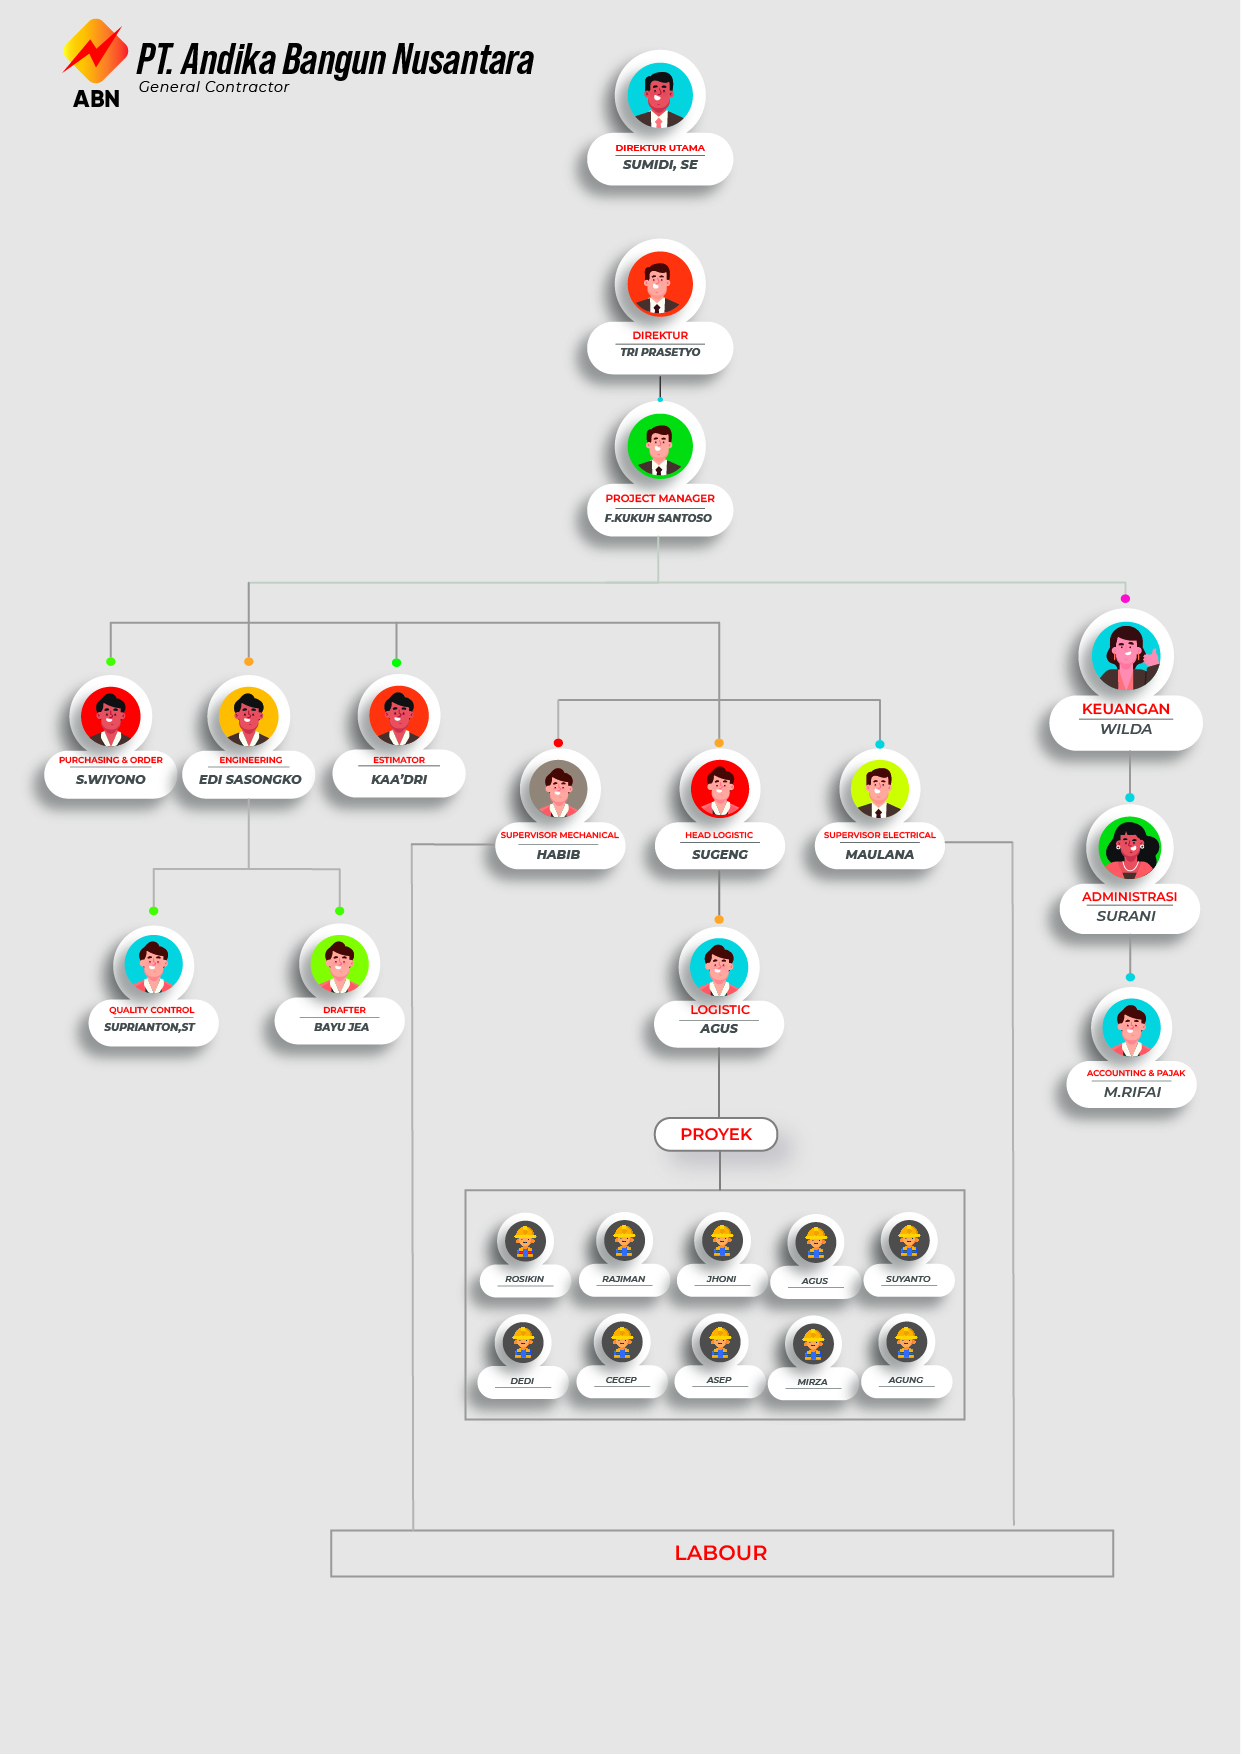 PT. Andika Bangun Nusantara
General Contractor
ABN
DIREKTUR UTAMA
SUMIDI, SE
DIREKTUR
TRI PRASETYO
PROJECT MANAGER
F.KUKUH SANTOSO
KEUANGAN
WILDA
PURCHASING & ORDER
S.WIYONO
ENGINEERING
EDI SASONGKO
ESTIMATOR
KAA’DRI
SUPERVISOR MECHANICAL
HABIB
HEAD LOGISTIC
SUGENG
SUPERVISOR ELECTRICAL
MAULANA
ADMINISTRASI
SURANI
QUALITY CONTROL
SUPRIANTON,ST
DRAFTER
BAYU JEA
LOGISTIC
AGUS
ACCOUNTING & PAJAK
M.RIFAI
PROYEK
ROSIKIN
RAJIMAN
JHONI
AGUS
SUYANTO
DEDI
CECEP
ASEP
MIRZA
AGUNG
LABOUR